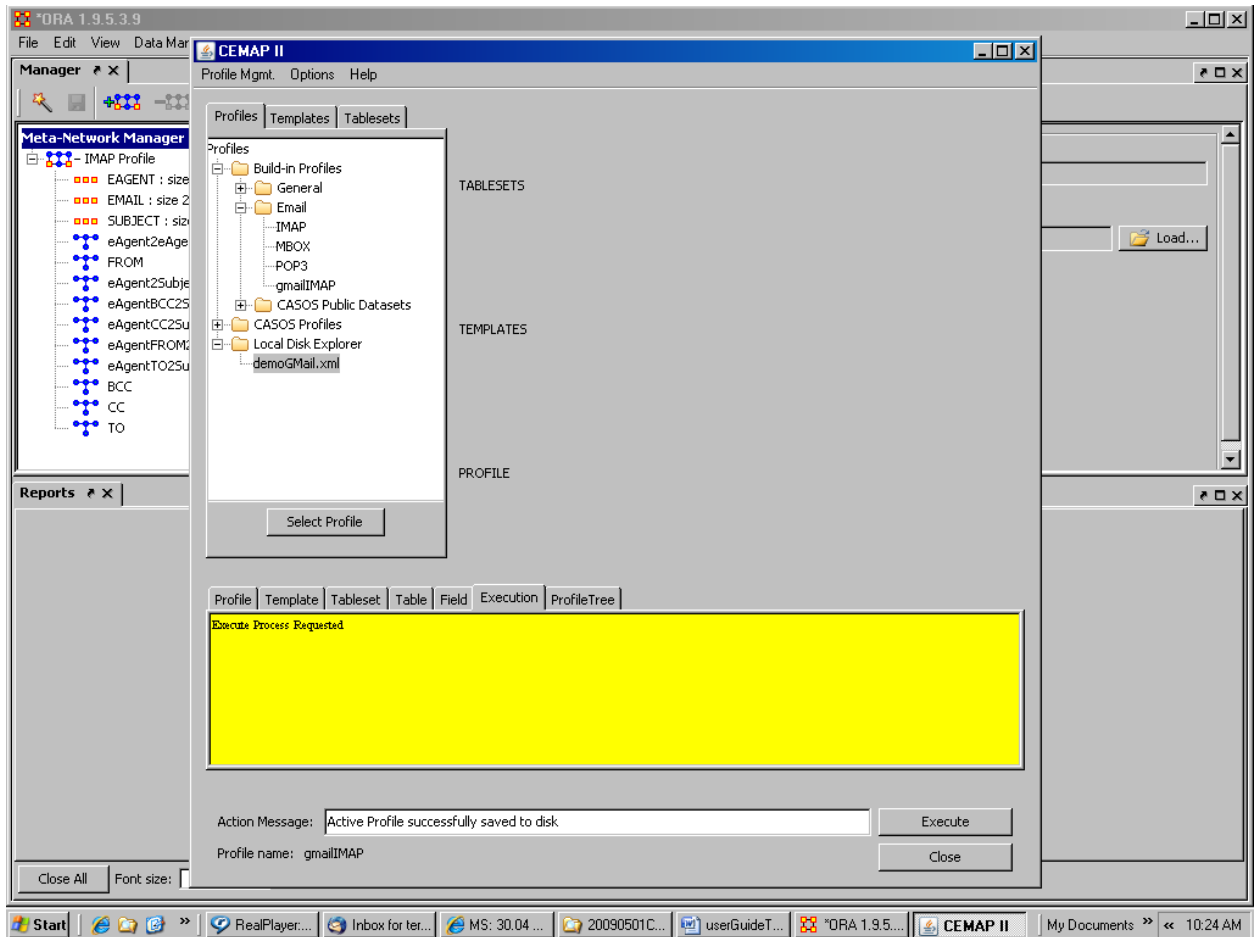 *ORA 1.9.5.3.9
File Edit View Data Mar
Manager
Meta-Network Manager
IMAP Profile
EAGENT : size
EMAIL : size 2
SUBJECT : size
eAgent2eAge
FROM
eAgent2Subje
eAgentBCC2S
eAgentCC2Su
eAgentFROM2
eAgentTO2Su
BCC
CC
TO
Load...
Reports
Close All Font size:
CEMAP II
Profile Mgmt. Options Help
Profiles Templates Tablesets
Profiles
Build-in Profiles
General
Email
IMAP
MBOX
POP3
gmailIMAP
CASOS Public Datasets
CASOS Profiles
Local Disk Explorer
demoGMail.xml
Select Profile
TABLESETS
TEMPLATES
PROFILE
Profile Template Tableset Table Field Execution ProfileTree
Execute Process Requested
Action Message: Active Profile successfully saved to disk Execute
Profile name: gmailIMAP Close
Start » RealPlayer:... Inbox for ter... MS: 30.04 ... 20090501C... userGuideT... *ORA 1.9.5.... CEMAP II My Documents » « 10:24 AM